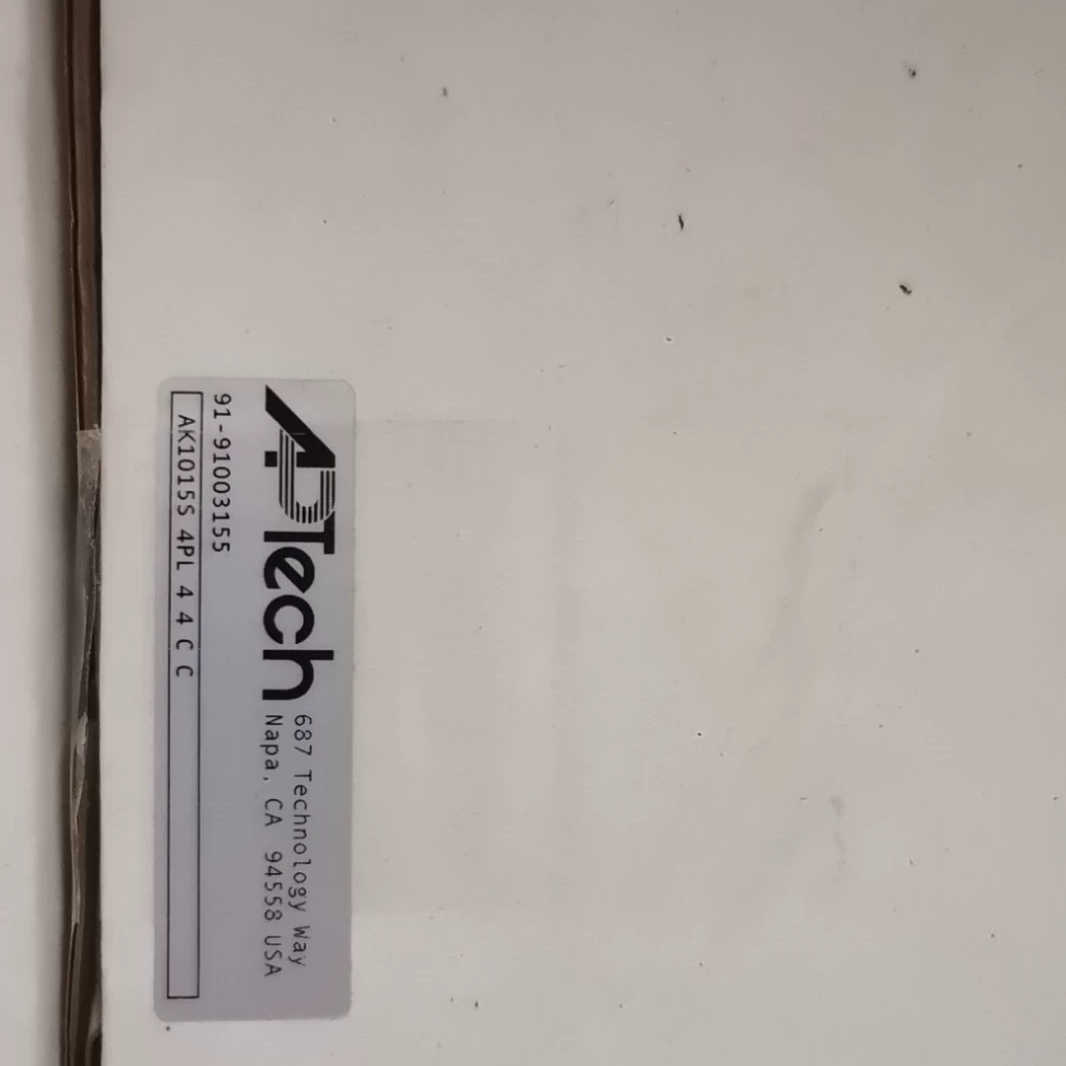 APTech
687 Technology Way
Napa, CA 94558 USA
91-91003155
AK1015S 4PL 4 4 C C